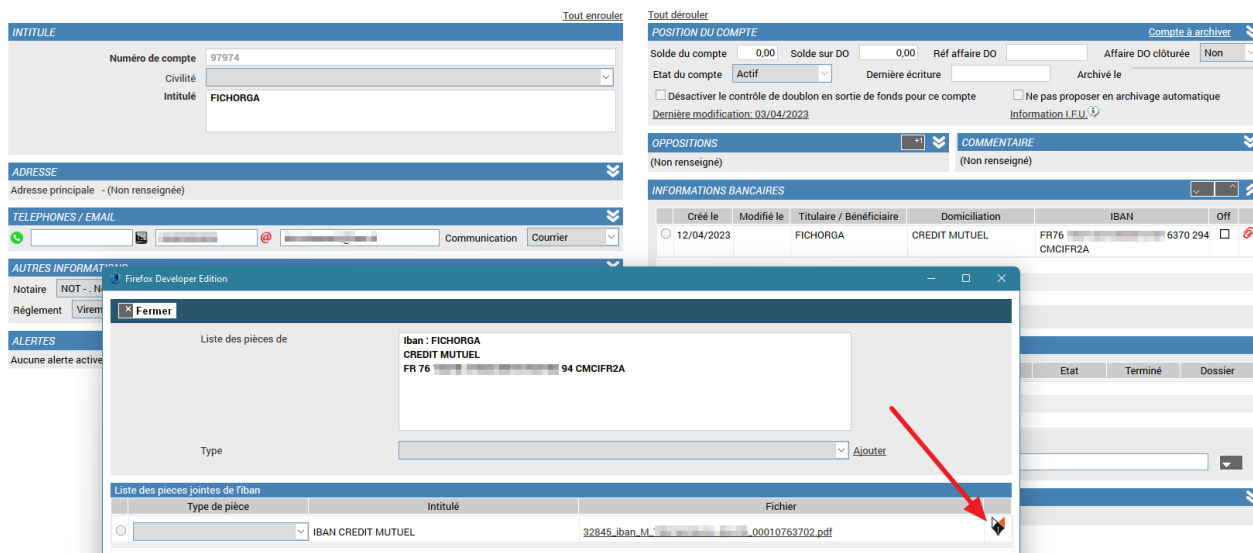 Tout enrouler
Tout dérouler
INTITULE
Numéro de compte 97974
Civilité
Intitulé FICHORGA
POSITION DU COMPTE Compte à archiver
Solde du compte 0,00 Solde sur DO 0,00 Réf affaire DO Affaire DO clôturée Non
Etat du compte Actif Dernière écriture Archivé le
Désactiver le contrôle de doublon en sortie de fonds pour ce compte Ne pas proposer en archivage automatique
Dernière modification: 03/04/2023 Information I.F.U.
ADRESSE
Adresse principale - (Non renseignée)
OPPOSITIONS +1
(Non renseigné)
COMMENTAIRE
(Non renseigné)
TELEPHONES / EMAIL
@ Communication Courrier
INFORMATIONS BANCAIRES
Créé le Modifié le Titulaire / Bénéficiaire Domiciliation IBAN Off
12/04/2023 FICHORGA CREDIT MUTUEL FR76 6370 294
CMCIFR2A
AUTRES INFORMATIONS
Notaire NOT - . N
Réglement Virem
ALERTES
Aucune alerte active
Etat Terminé Dossier
Firefox Developer Edition
Fermer
Liste des pièces de
Iban : FICHORGA
CREDIT MUTUEL
FR 76 94 CMCIFR2A
Type Ajouter
Liste des pieces jointes de l'iban
Type de pièce Intitulé Fichier
IBAN CREDIT MUTUEL 32845_iban_M_ _00010763702.pdf